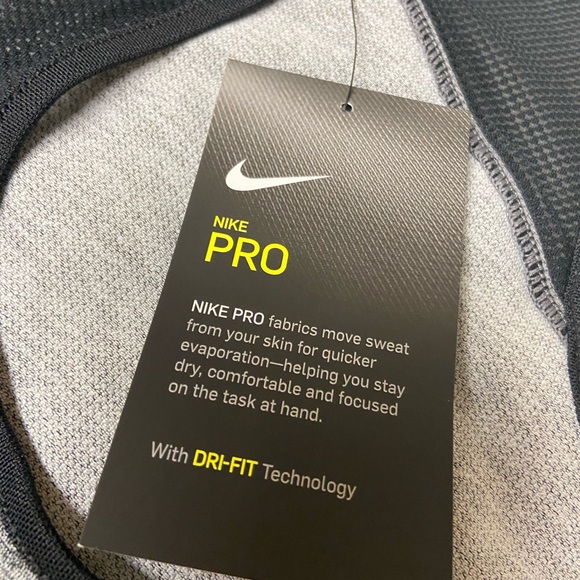 NIKE
PRO
NIKE PRO fabrics move sweat
from your skin for quicker
evaporation—helping you stay
dry, comfortable and focused
on the task at hand.
With DRI-FIT Technology